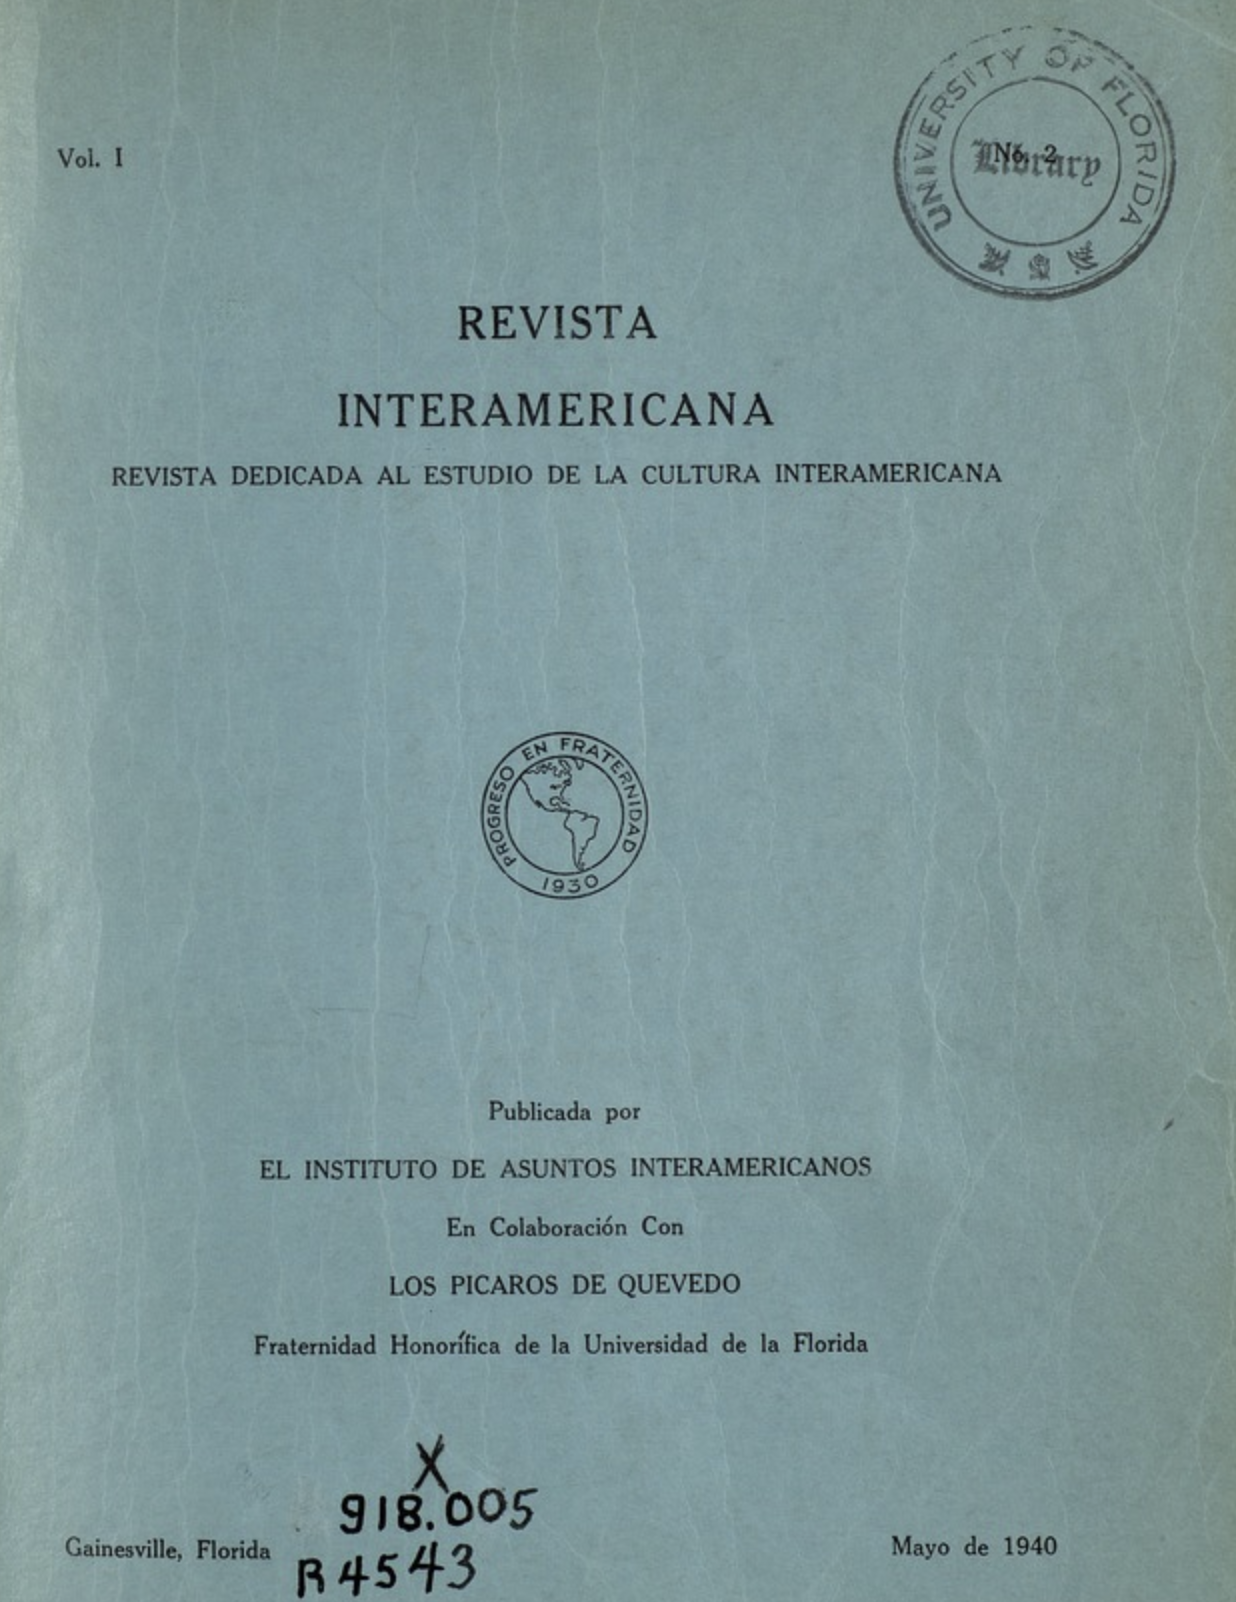 Vol. I
No. 2
UNIVERSITY OF FLORIDA
Library
REVISTA
INTERAMERICANA
REVISTA DEDICADA AL ESTUDIO DE LA CULTURA INTERAMERICANA
PROGRESO EN FRATERNIDAD
1930
Publicada por
EL INSTITUTO DE ASUNTOS INTERAMERICANOS
En Colaboración Con
LOS PICAROS DE QUEVEDO
Fraternidad Honorífica de la Universidad de la Florida
X
918.005
R4543
Gainesville, Florida
Mayo de 1940